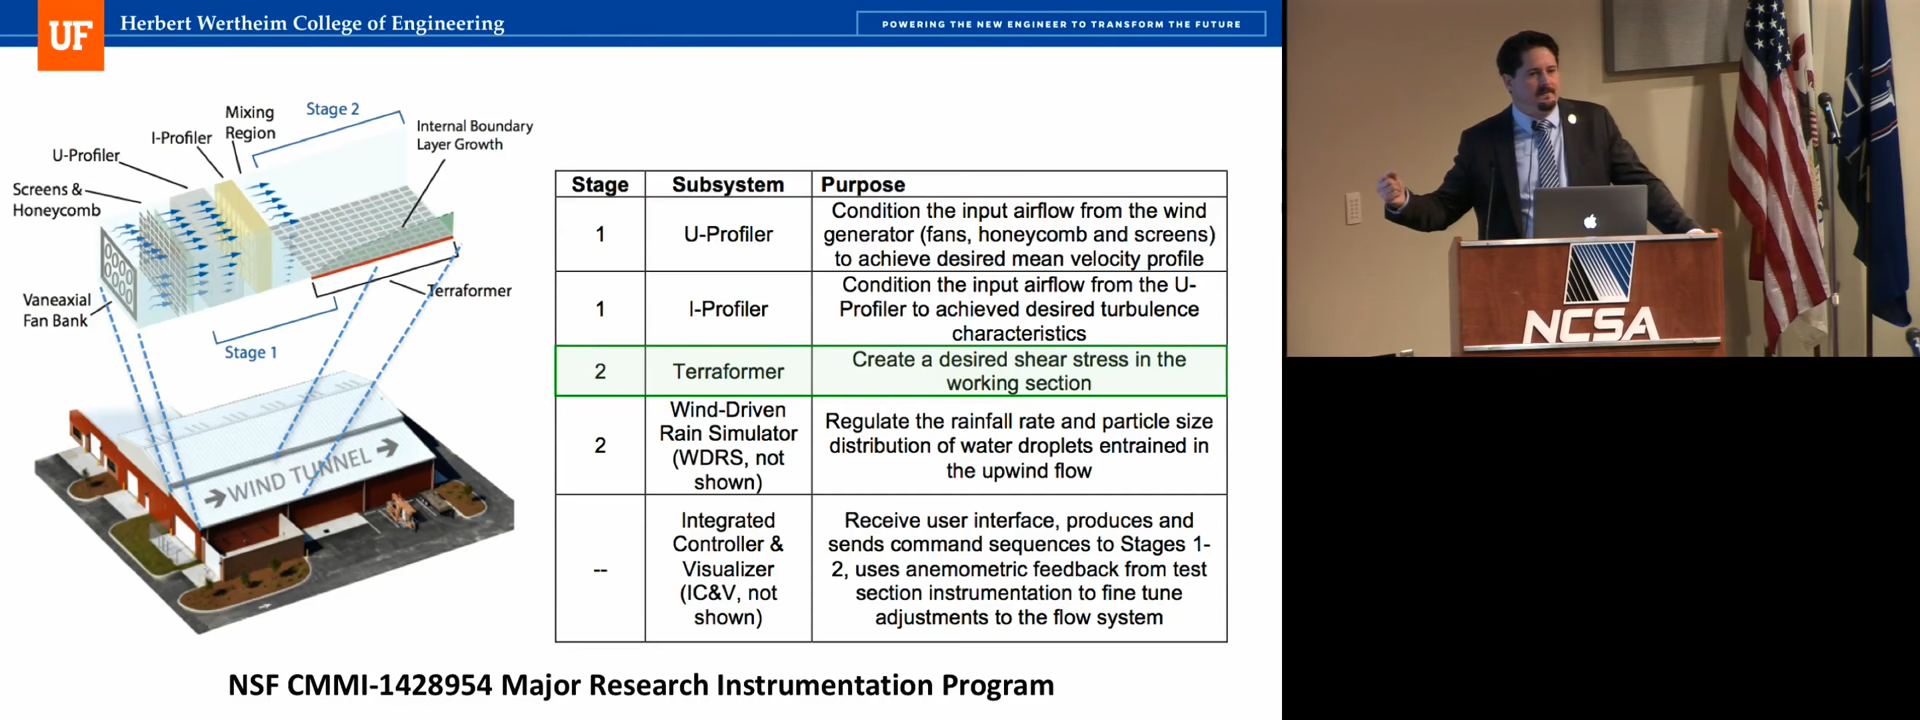 UF
Herbert Wertheim College of Engineering
POWERING THE NEW ENGINEER TO TRANSFORM THE FUTURE
Stage 2
Mixing
Region
I-Profiler
U-Profiler
Screens &
Honeycomb
Internal Boundary
Layer Growth
Vaneaxial
Fan Bank
Terraformer
Stage 1
WIND TUNNEL
Stage Subsystem Purpose
1 U-Profiler Condition the input airflow from the wind
generator (fans, honeycomb and screens)
to achieve desired mean velocity profile
1 I-Profiler Condition the input airflow from the U-
Profiler to achieved desired turbulence
characteristics
2 Terraformer Create a desired shear stress in the
working section
2 Wind-Driven
Rain Simulator
(WDRS, not
shown)
Regulate the rainfall rate and particle size
distribution of water droplets entrained in
the upwind flow
-- Integrated
Controller &
Visualizer
(IC&V, not
shown)
Receive user interface, produces and
sends command sequences to Stages 1-
2, uses anemometric feedback from test
section instrumentation to fine tune
adjustments to the flow system
NSF CMMI-1428954 Major Research Instrumentation Program
NCSA